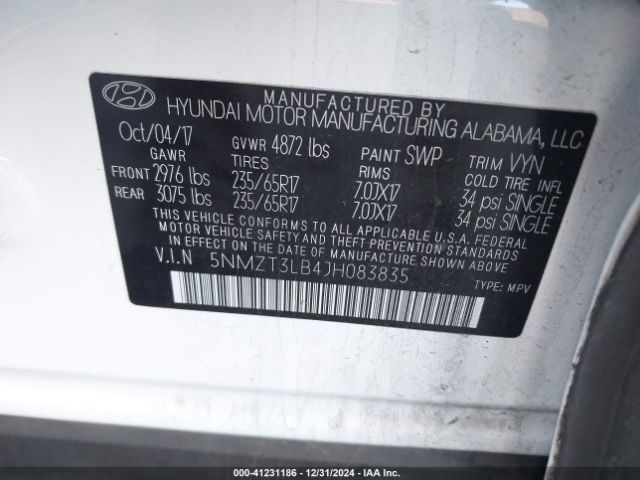 MANUFACTURED BY
HYUNDAI MOTOR MANUFACTURING ALABAMA, LLC
Oct/04/17 GVWR 4872 lbs PAINT SWP TRIM VYN
GAWR TIRES RIMS COLD TIRE INFL
FRONT 2976 lbs 235/65R17 7.0JX17 34 psi SINGLE
REAR 3075 lbs 235/65R17 7.0JX17 34 psi SINGLE
THIS VEHICLE CONFORMS TO ALL APPLICABLE U.S.A. FEDERAL
MOTOR VEHICLE SAFETY, BUMPER, AND THEFT PREVENTION STANDARDS
IN EFFECT ON THE DATE OF MANUFACTURE SHOWN ABOVE.
V.I.N 5NMZT3LB4JH083835 TYPE: MPV
000-41231186 - 12/31/2024 - IAA Inc.